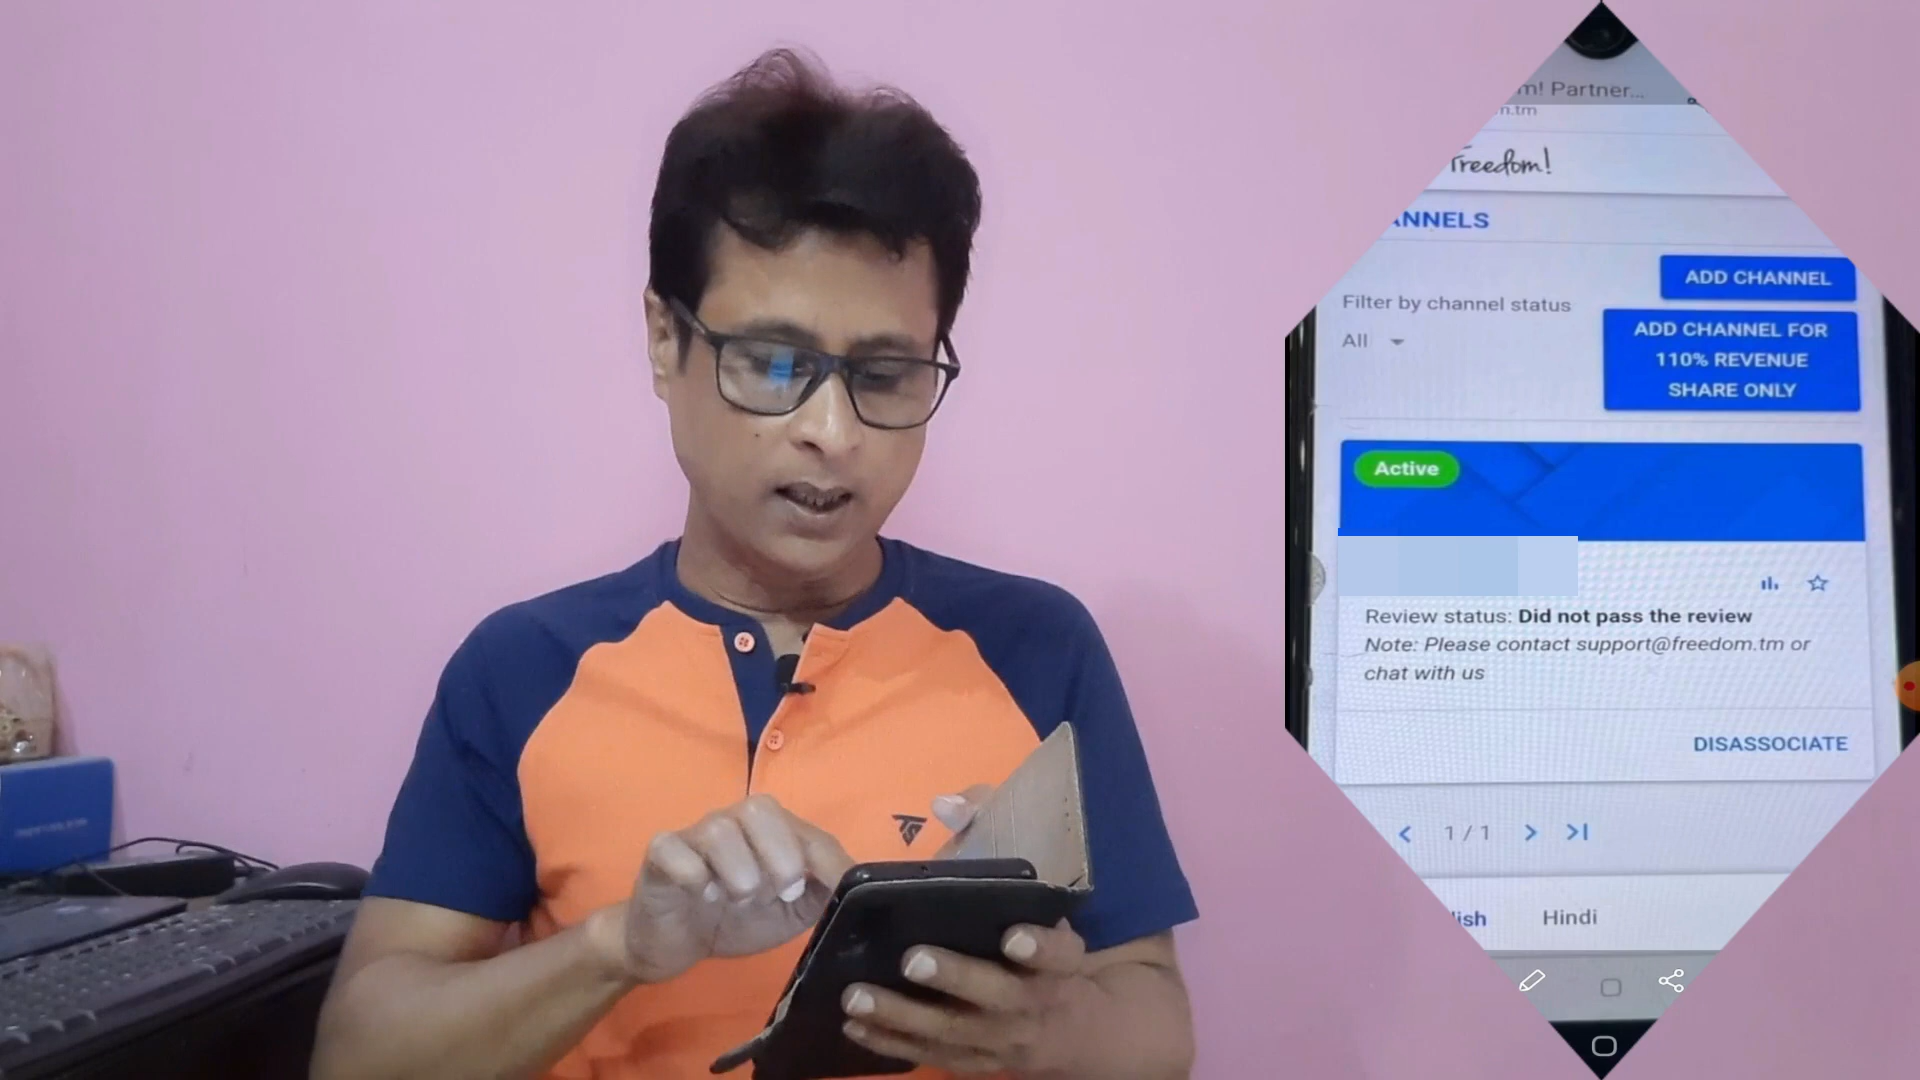 m! Partner...
n.tm
Freedom!
ANNELS
ADD CHANNEL
Filter by channel status
All
ADD CHANNEL FOR
110% REVENUE
SHARE ONLY
Active
Review status: Did not pass the review
Note: Please contact support@freedom.tm or
chat with us
DISASSOCIATE
1 / 1
lish Hindi
TS